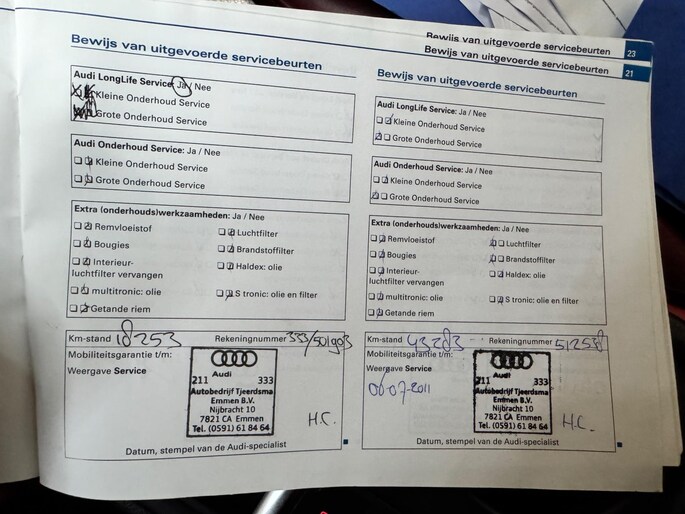 Bewijs van uitgevoerde servicebeurten 23
Bewijs van uitgevoerde servicebeurten 21
Bewijs van uitgevoerde servicebeurten
Audi LongLife Service: Ja / Nee
Kleine Onderhoud Service
Grote Onderhoud Service
Audi Onderhoud Service: Ja / Nee
Kleine Onderhoud Service
Grote Onderhoud Service
Extra (onderhouds)werkzaamheden: Ja / Nee
Remvloeistof
Luchtfilter
Bougies
Brandstoffilter
Interieur-
luchtfilter vervangen
Haldex: olie
multitronic: olie
S tronic: olie en filter
Getande riem
Km-stand 18253 Rekeningnummer
Mobiliteitsgarantie t/m:
Weergave Service
Audi
211 333
Autobedrijf Tjeerdsma
Emmen B.V.
Nijbracht 10
7821 CA Emmen
Tel. (0591) 61 84 64
H.C.
Datum, stempel van de Audi-specialist
Bewijs van uitgevoerde servicebeurten
Audi LongLife Service: Ja / Nee
Kleine Onderhoud Service
Grote Onderhoud Service
Audi Onderhoud Service: Ja / Nee
Kleine Onderhoud Service
Grote Onderhoud Service
Extra (onderhouds)werkzaamheden: Ja / Nee
Remvloeistof
Luchtfilter
Bougies
Brandstoffilter
Interieur-
luchtfilter vervangen
Haldex: olie
multitronic: olie
S tronic: olie en filter
Getande riem
Km-stand 43283 Rekeningnummer 512538
Mobiliteitsgarantie t/m:
Weergave Service
-07-2011
Audi
211 333
Autobedrijf Tjeerdsma
Emmen B.V.
Nijbracht 10
7821 CA Emmen
Tel. (0591) 61 84 64
H.C.
Datum, stempel van de Audi-specialist